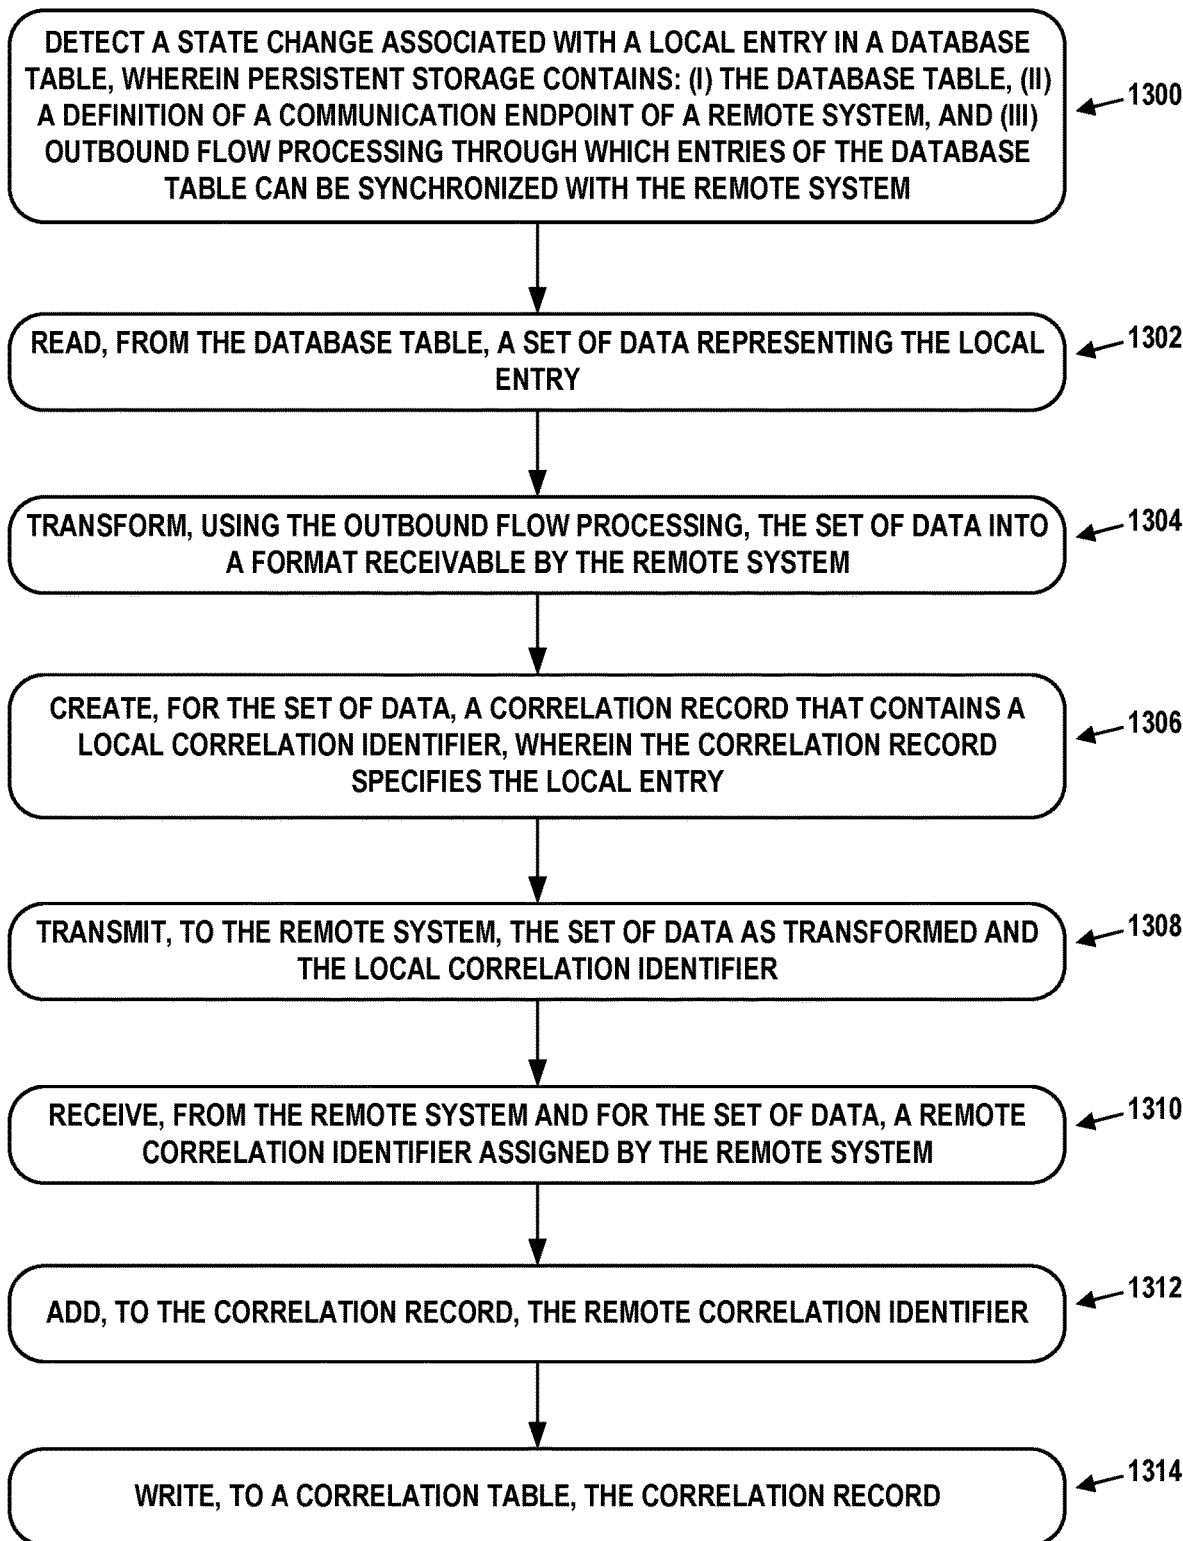 DETECT A STATE CHANGE ASSOCIATED WITH A LOCAL ENTRY IN A DATABASE
TABLE, WHEREIN PERSISTENT STORAGE CONTAINS: (I) THE DATABASE TABLE, (II)
A DEFINITION OF A COMMUNICATION ENDPOINT OF A REMOTE SYSTEM, AND (III)
OUTBOUND FLOW PROCESSING THROUGH WHICH ENTRIES OF THE DATABASE
TABLE CAN BE SYNCHRONIZED WITH THE REMOTE SYSTEM
1300
READ, FROM THE DATABASE TABLE, A SET OF DATA REPRESENTING THE LOCAL
ENTRY
1302
TRANSFORM, USING THE OUTBOUND FLOW PROCESSING, THE SET OF DATA INTO
A FORMAT RECEIVABLE BY THE REMOTE SYSTEM
1304
CREATE, FOR THE SET OF DATA, A CORRELATION RECORD THAT CONTAINS A
LOCAL CORRELATION IDENTIFIER, WHEREIN THE CORRELATION RECORD
SPECIFIES THE LOCAL ENTRY
1306
TRANSMIT, TO THE REMOTE SYSTEM, THE SET OF DATA AS TRANSFORMED AND
THE LOCAL CORRELATION IDENTIFIER
1308
RECEIVE, FROM THE REMOTE SYSTEM AND FOR THE SET OF DATA, A REMOTE
CORRELATION IDENTIFIER ASSIGNED BY THE REMOTE SYSTEM
1310
ADD, TO THE CORRELATION RECORD, THE REMOTE CORRELATION IDENTIFIER
1312
WRITE, TO A CORRELATION TABLE, THE CORRELATION RECORD
1314